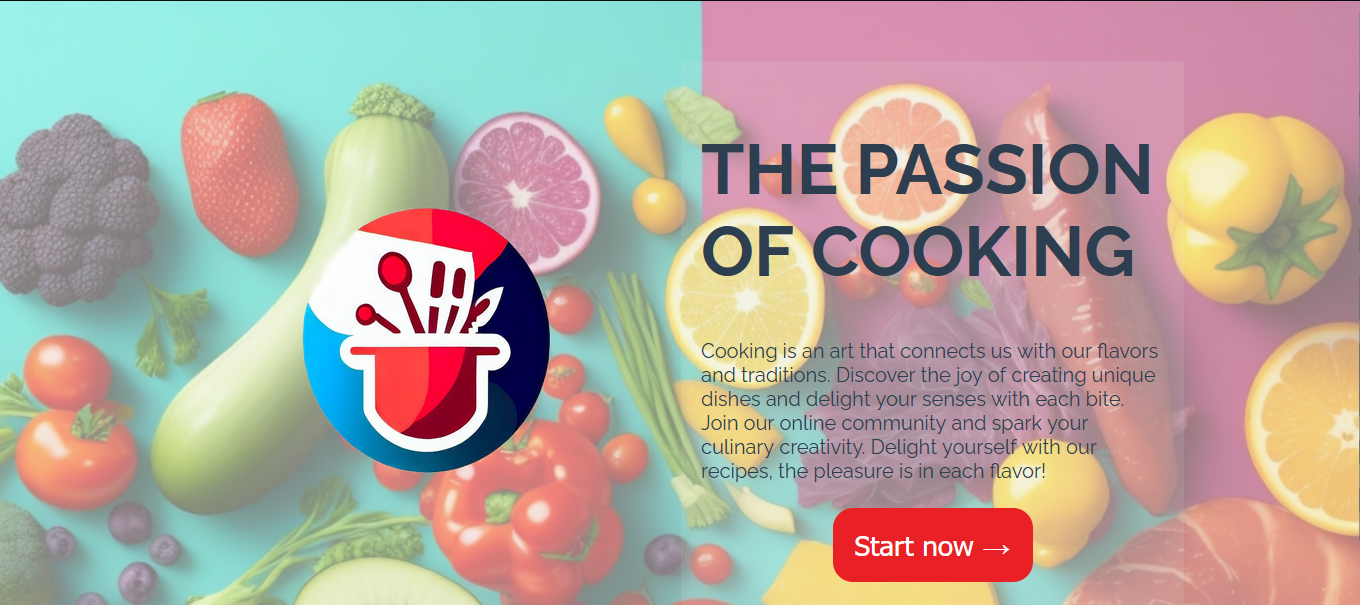 THE PASSION
OF COOKING
Cooking is an art that connects us with our flavors
and traditions. Discover the joy of creating unique
dishes and delight your senses with each bite.
Join our online community and spark your
culinary creativity. Delight yourself with our
recipes, the pleasure is in each flavor!
Start now →